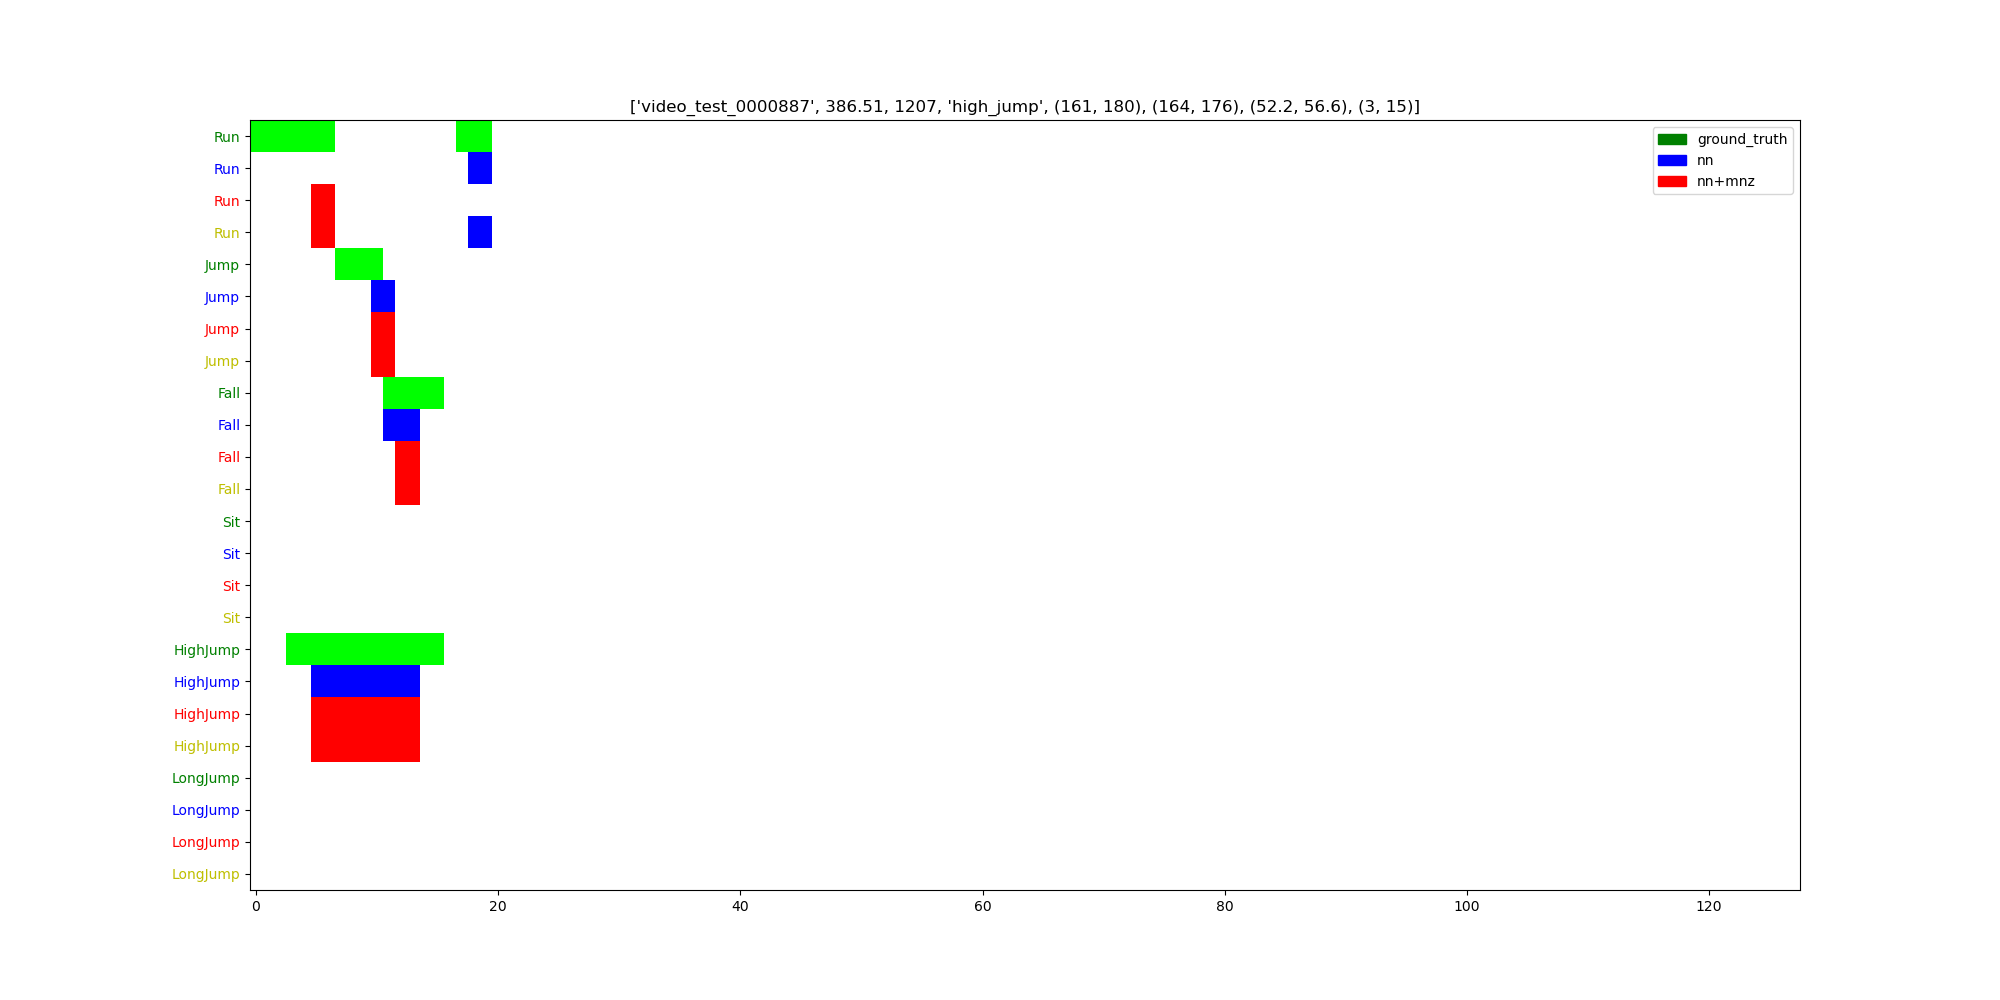 ['video_test_0000887', 386.51, 1207, 'high_jump', (161, 180), (164, 176), (52.2, 56.6), (3, 15)]
ground_truth
nn
nn+mnz
Run
Run
Run
Run
Jump
Jump
Jump
Jump
Fall
Fall
Fall
Fall
Sit
Sit
Sit
Sit
HighJump
HighJump
HighJump
HighJump
LongJump
LongJump
LongJump
LongJump
0 20 40 60 80 100 120